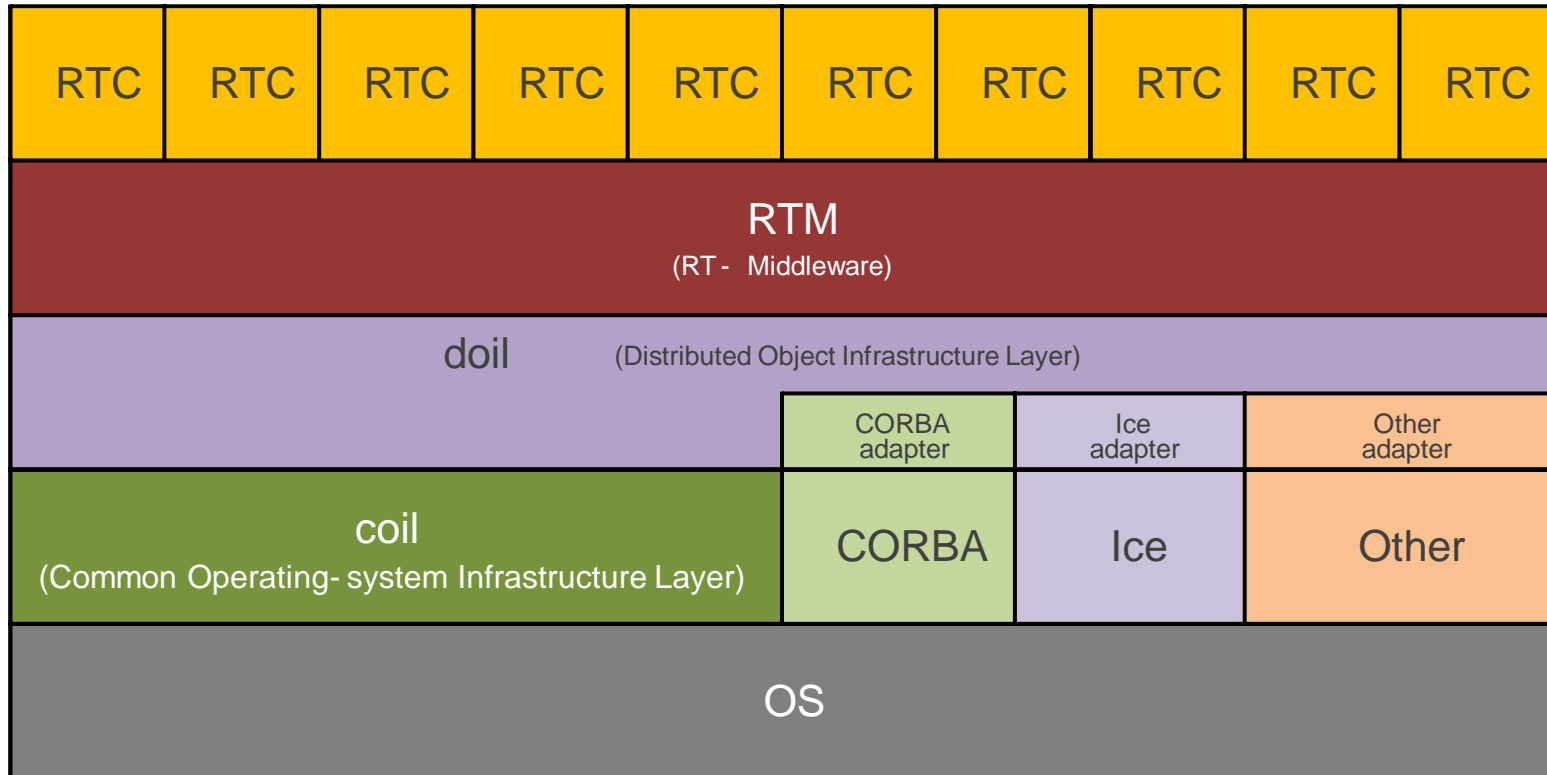 RTC RTC RTC RTC RTC RTC RTC RTC RTC RTC
RTM
(RT- Middleware)
doil (Distributed Object Infrastructure Layer)
CORBA
adapter
Ice
adapter
Other
adapter
coil
(Common Operating-system Infrastructure Layer)
CORBA
Ice
Other
OS